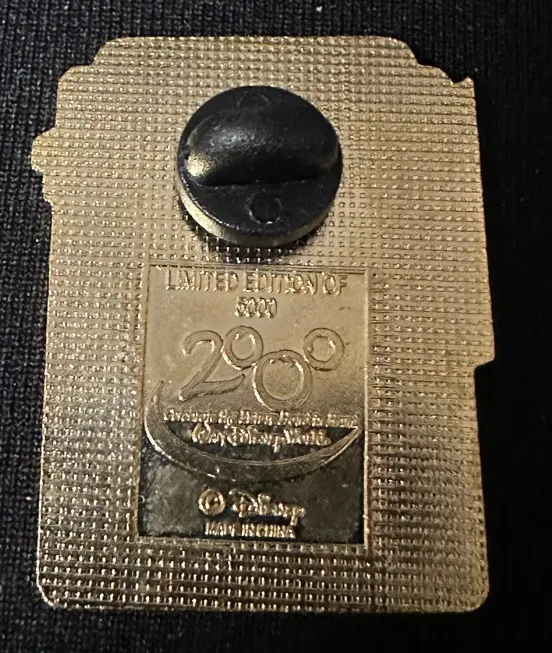 LIMITED EDITION OF
5000
2000
Walt Disney World
© Disney
MADE IN CHINA